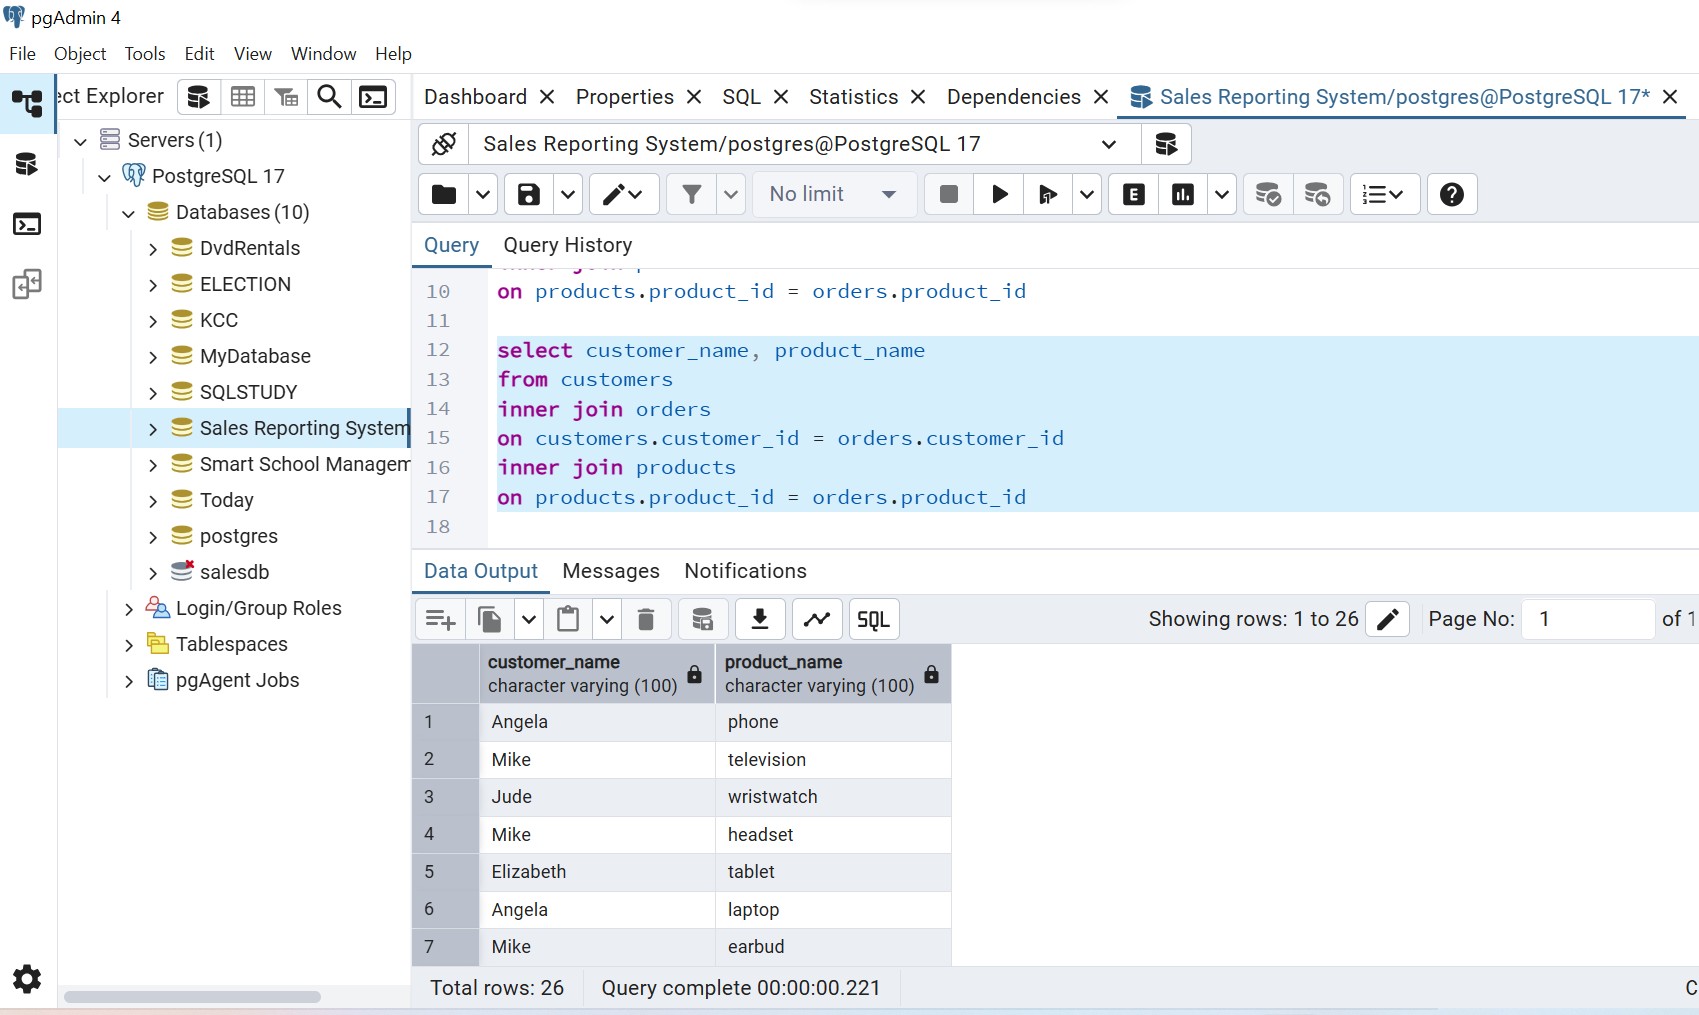 pgAdmin 4
File Object Tools Edit View Window Help
ect Explorer
Dashboard Properties SQL Statistics Dependencies Sales Reporting System/postgres@PostgreSQL 17*
Servers (1)
PostgreSQL 17
Databases (10)
DvdRentals
ELECTION
KCC
MyDatabase
SQLSTUDY
Sales Reporting System
Smart School Managem
Today
postgres
salesdb
Login/Group Roles
Tablespaces
pgAgent Jobs
Sales Reporting System/postgres@PostgreSQL 17
No limit E
Query Query History
10 on products.product_id = orders.product_id
11
12 select customer_name, product_name
13 from customers
14 inner join orders
15 on customers.customer_id = orders.customer_id
16 inner join products
17 on products.product_id = orders.product_id
18
Data Output Messages Notifications
SQL Showing rows: 1 to 26 Page No: 1 of 1
customer_name product_name
character varying (100) character varying (100)
1 Angela phone
2 Mike television
3 Jude wristwatch
4 Mike headset
5 Elizabeth tablet
6 Angela laptop
7 Mike earbud
Total rows: 26 Query complete 00:00:00.221 C